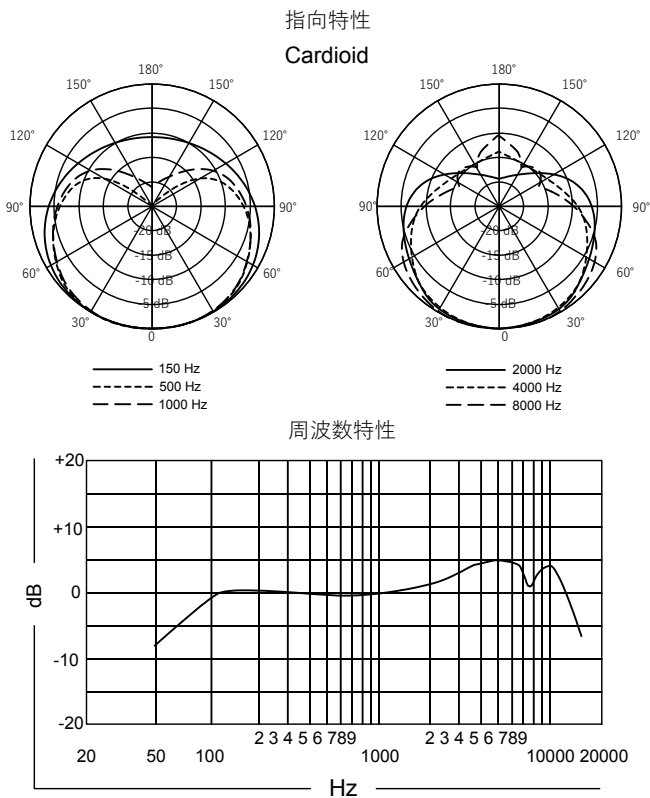 指向特性
Cardioid
180°
150° 150°
120° 120°
90° 90°
60° 60°
30° 30°
0
-20 dB
-15 dB
-10 dB
-5 dB
150 Hz
500 Hz
1000 Hz
180°
150° 150°
120° 120°
90° 90°
60° 60°
30° 30°
0
-20 dB
-15 dB
-10 dB
-5 dB
2000 Hz
4000 Hz
8000 Hz
周波数特性
+20
+10
0
-10
-20
dB
2 3 4 5 6 789 2 3 4 5 6 789
20 50 100 1000 10000 20000
Hz